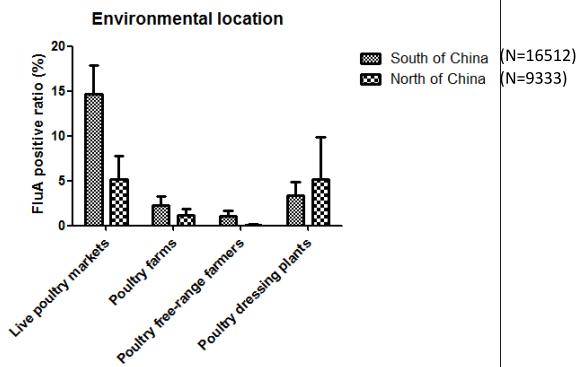 Environmental location
FluA positive ratio (%)
20
15
10
5
0
South of China (N=16512)
North of China (N=9333)
Live poultry markets
Poultry farms
Poultry free-range farmers
Poultry dressing plants